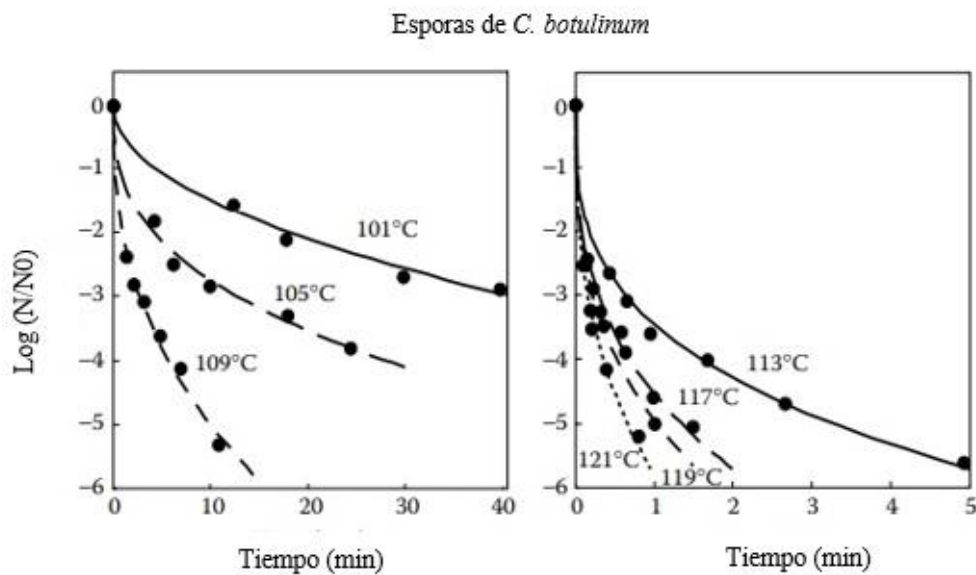 Esporas de C. botulinum
Log (N/N0)
0
−1
−2
−3
−4
−5
−6
101°C
105°C
109°C
0 10 20 30 40
Tiempo (min)
0
−1
−2
−3
−4
−5
−6
113°C
117°C
121°C
119°C
0 1 2 3 4 5
Tiempo (min)